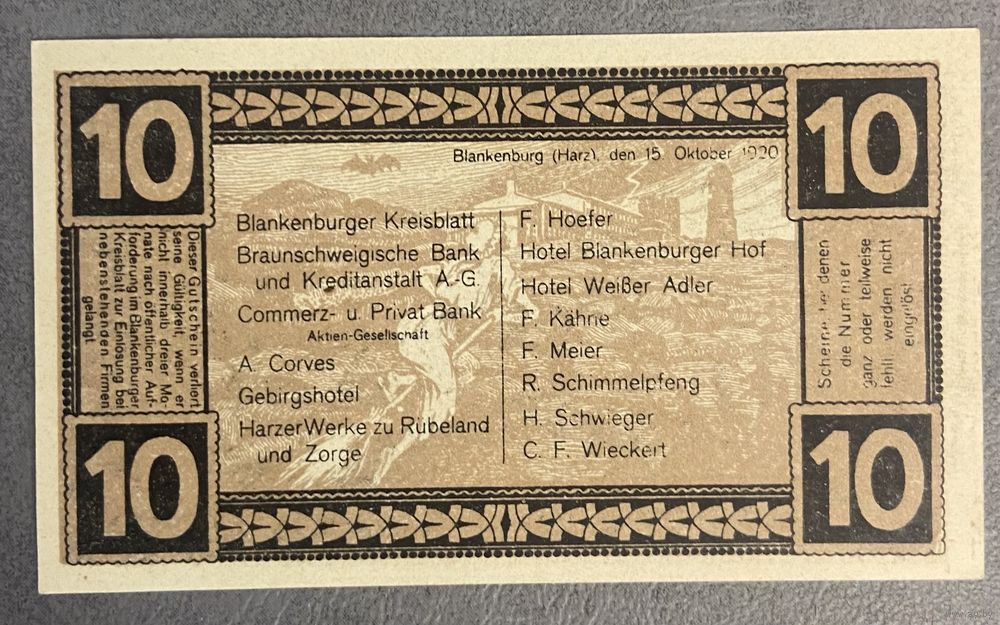 10
10
Blankenburg (Harz), den 15. Oktober 1920
Blankenburger Kreisblatt
Braunschweigische Bank
und Kreditanstalt A.-G.
Commerz- u. Privat Bank
Aktien-Gesellschaft
A. Corves
Gebirgshotel
Harzer Werke zu Rübeland
und Zorge
F. Hoefer
Hotel Blankenburger Hof
Hotel Weißer Adler
F. Kähne
F. Meier
R. Schimmelpfeng
H. Schwieger
C. F. Wieckert
Dieser Gutschein verliert
seine Gültigkeit, wenn er
nicht innerhalb dreier Mo-
nate nach öffentlicher Auf-
forderung im Blankenburger
Kreisblatt zur Einlösung bei
nebenstehenden Firmen
gelangt
Scheine denen
die Nummer
ganz oder teilweise
fehlt werden nicht
eingelöst
10
10